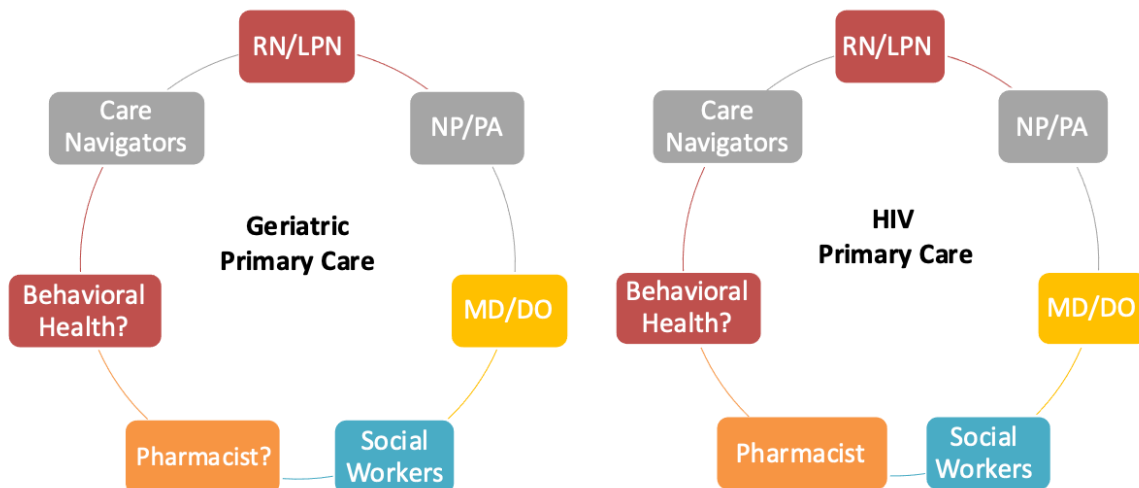 RN/LPN
Care
Navigators
NP/PA
Geriatric
Primary Care
Behavioral
Health?
MD/DO
Pharmacist?
Social
Workers
RN/LPN
Care
Navigators
NP/PA
HIV
Primary Care
Behavioral
Health?
MD/DO
Pharmacist
Social
Workers